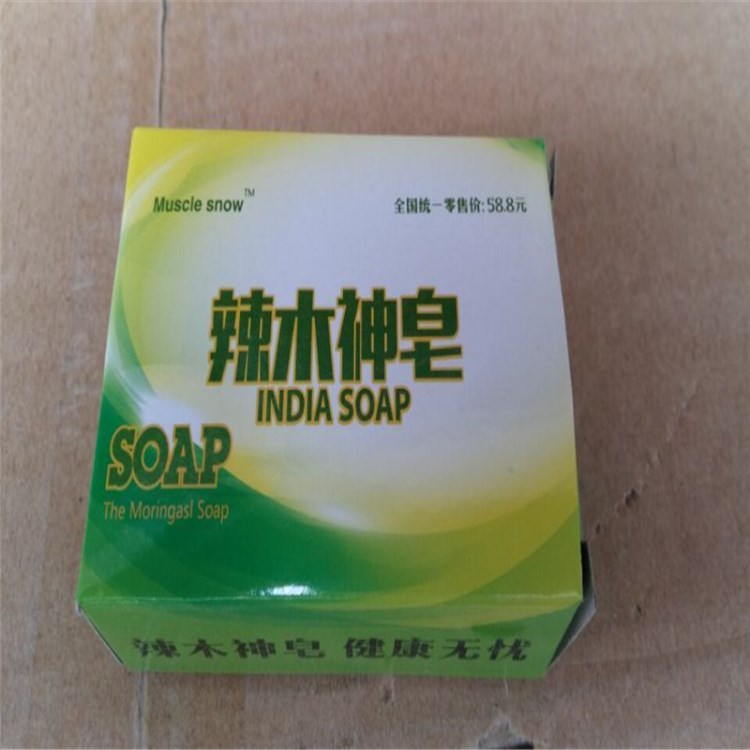 Muscle snow™
全国统一零售价:58.8元
辣木神皂
INDIA SOAP
SOAP
The Moringasl Soap
辣木神皂 健康无忧